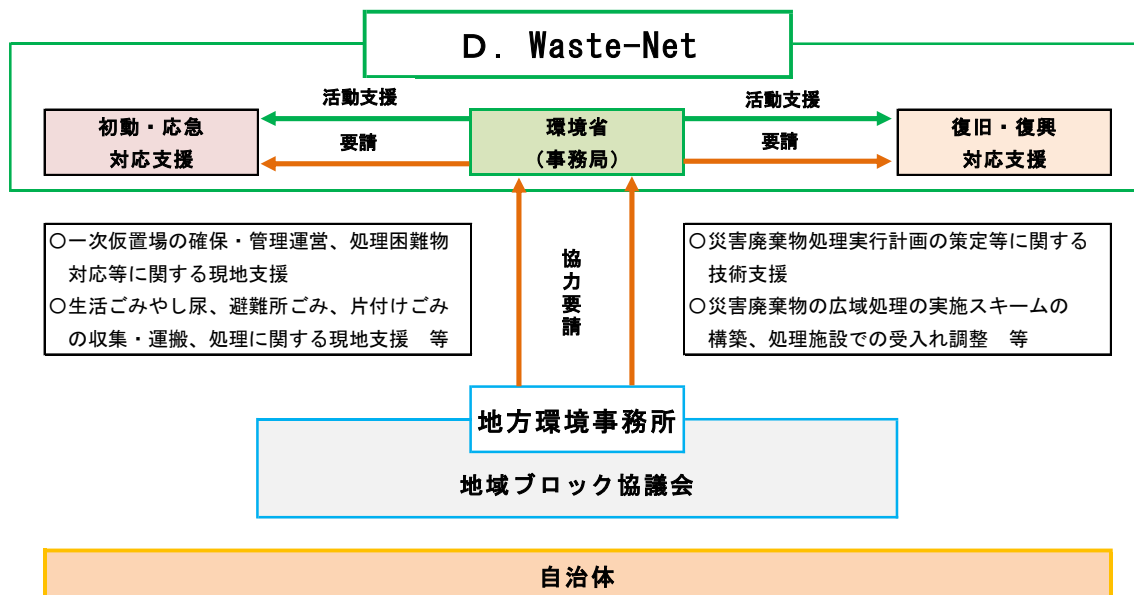 D. Waste-Net
活動支援
活動支援
初動・応急
対応支援
環境省
(事務局)
復旧・復興
対応支援
要請
要請
○一次仮置場の確保・管理運営、処理困難物
対応等に関する現地支援
○生活ごみやし尿、避難所ごみ、片付けごみ
の収集・運搬、処理に関する現地支援 等
協力要請
○災害廃棄物処理実行計画の策定等に関する
技術支援
○災害廃棄物の広域処理の実施スキームの
構築、処理施設での受入れ調整 等
地方環境事務所
地域ブロック協議会
自治体